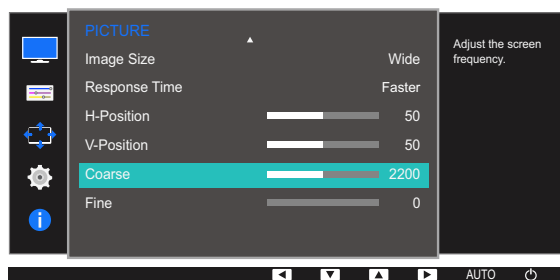 PICTURE
Image Size Wide
Response Time Faster
H-Position 50
V-Position 50
Coarse 2200
Fine 0
Adjust the screen
frequency.
AUTO